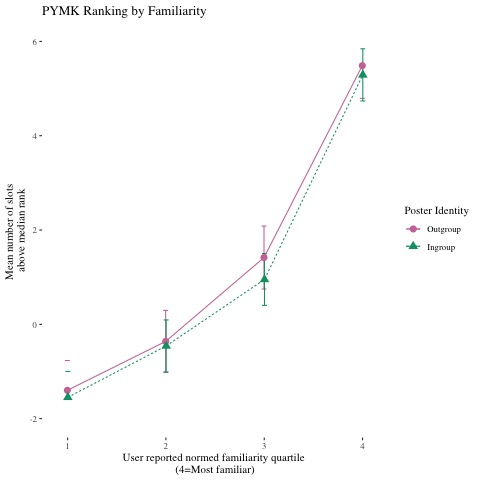 PYMK Ranking by Familiarity
6
4
2
0
-2
Mean number of slots
above median rank
1 2 3 4
User reported normed familiarity quartile
(4=Most familiar)
Poster Identity
Outgroup
Ingroup